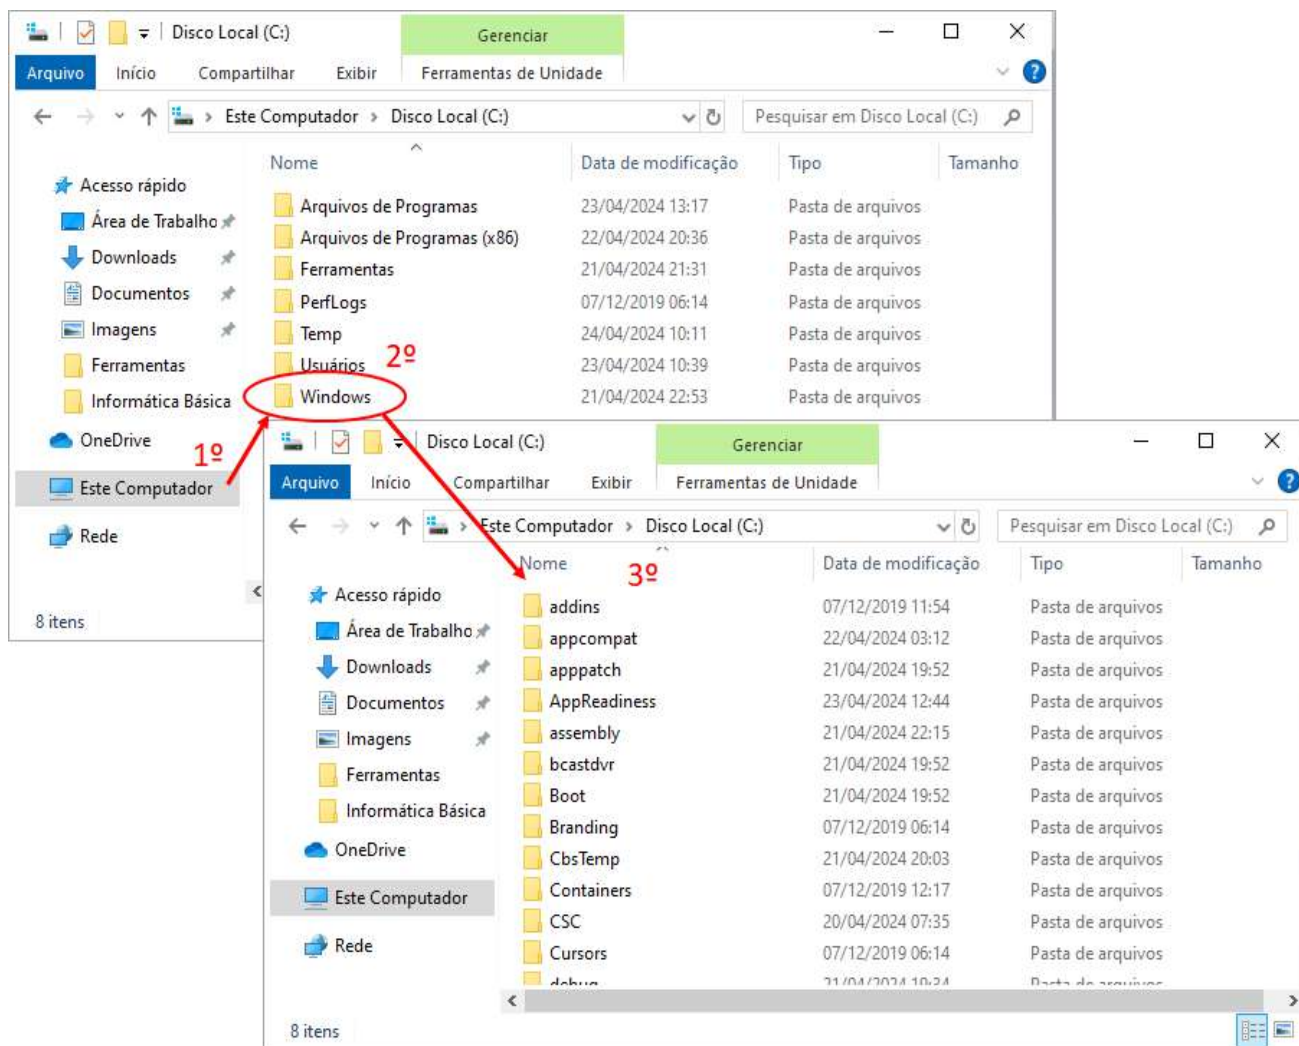 Disco Local (C:) Gerenciar
Arquivo Início Compartilhar Exibir Ferramentas de Unidade
Este Computador Disco Local (C:) Pesquisar em Disco Local (C:)
Nome Data de modificação Tipo Tamanho
Acesso rápido
Área de Trabalho
Downloads
Documentos
Imagens
Ferramentas
Informática Básica
OneDrive
Este Computador
Rede
Arquivos de Programas 23/04/2024 13:17 Pasta de arquivos
Arquivos de Programas (x86) 22/04/2024 20:36 Pasta de arquivos
Ferramentas 21/04/2024 21:31 Pasta de arquivos
PerfLogs 07/12/2019 06:14 Pasta de arquivos
Temp 24/04/2024 10:11 Pasta de arquivos
Usuários 23/04/2024 10:39 Pasta de arquivos
Windows 21/04/2024 22:53 Pasta de arquivos
8 itens
1º
2º
Disco Local (C:) Gerenciar
Arquivo Início Compartilhar Exibir Ferramentas de Unidade
Este Computador Disco Local (C:) Pesquisar em Disco Local (C:)
Nome Data de modificação Tipo Tamanho
3º
Acesso rápido
Área de Trabalho
Downloads
Documentos
Imagens
Ferramentas
Informática Básica
OneDrive
Este Computador
Rede
addins 07/12/2019 11:54 Pasta de arquivos
appcompat 22/04/2024 03:12 Pasta de arquivos
apppatch 21/04/2024 19:52 Pasta de arquivos
AppReadiness 23/04/2024 12:44 Pasta de arquivos
assembly 21/04/2024 22:15 Pasta de arquivos
bcastdvr 21/04/2024 19:52 Pasta de arquivos
Boot 21/04/2024 19:52 Pasta de arquivos
Branding 07/12/2019 06:14 Pasta de arquivos
CbsTemp 21/04/2024 20:03 Pasta de arquivos
Containers 07/12/2019 12:17 Pasta de arquivos
CSC 20/04/2024 07:35 Pasta de arquivos
Cursors 07/12/2019 06:14 Pasta de arquivos
debug 21/04/2024 19:34 Pasta de arquivos
8 itens